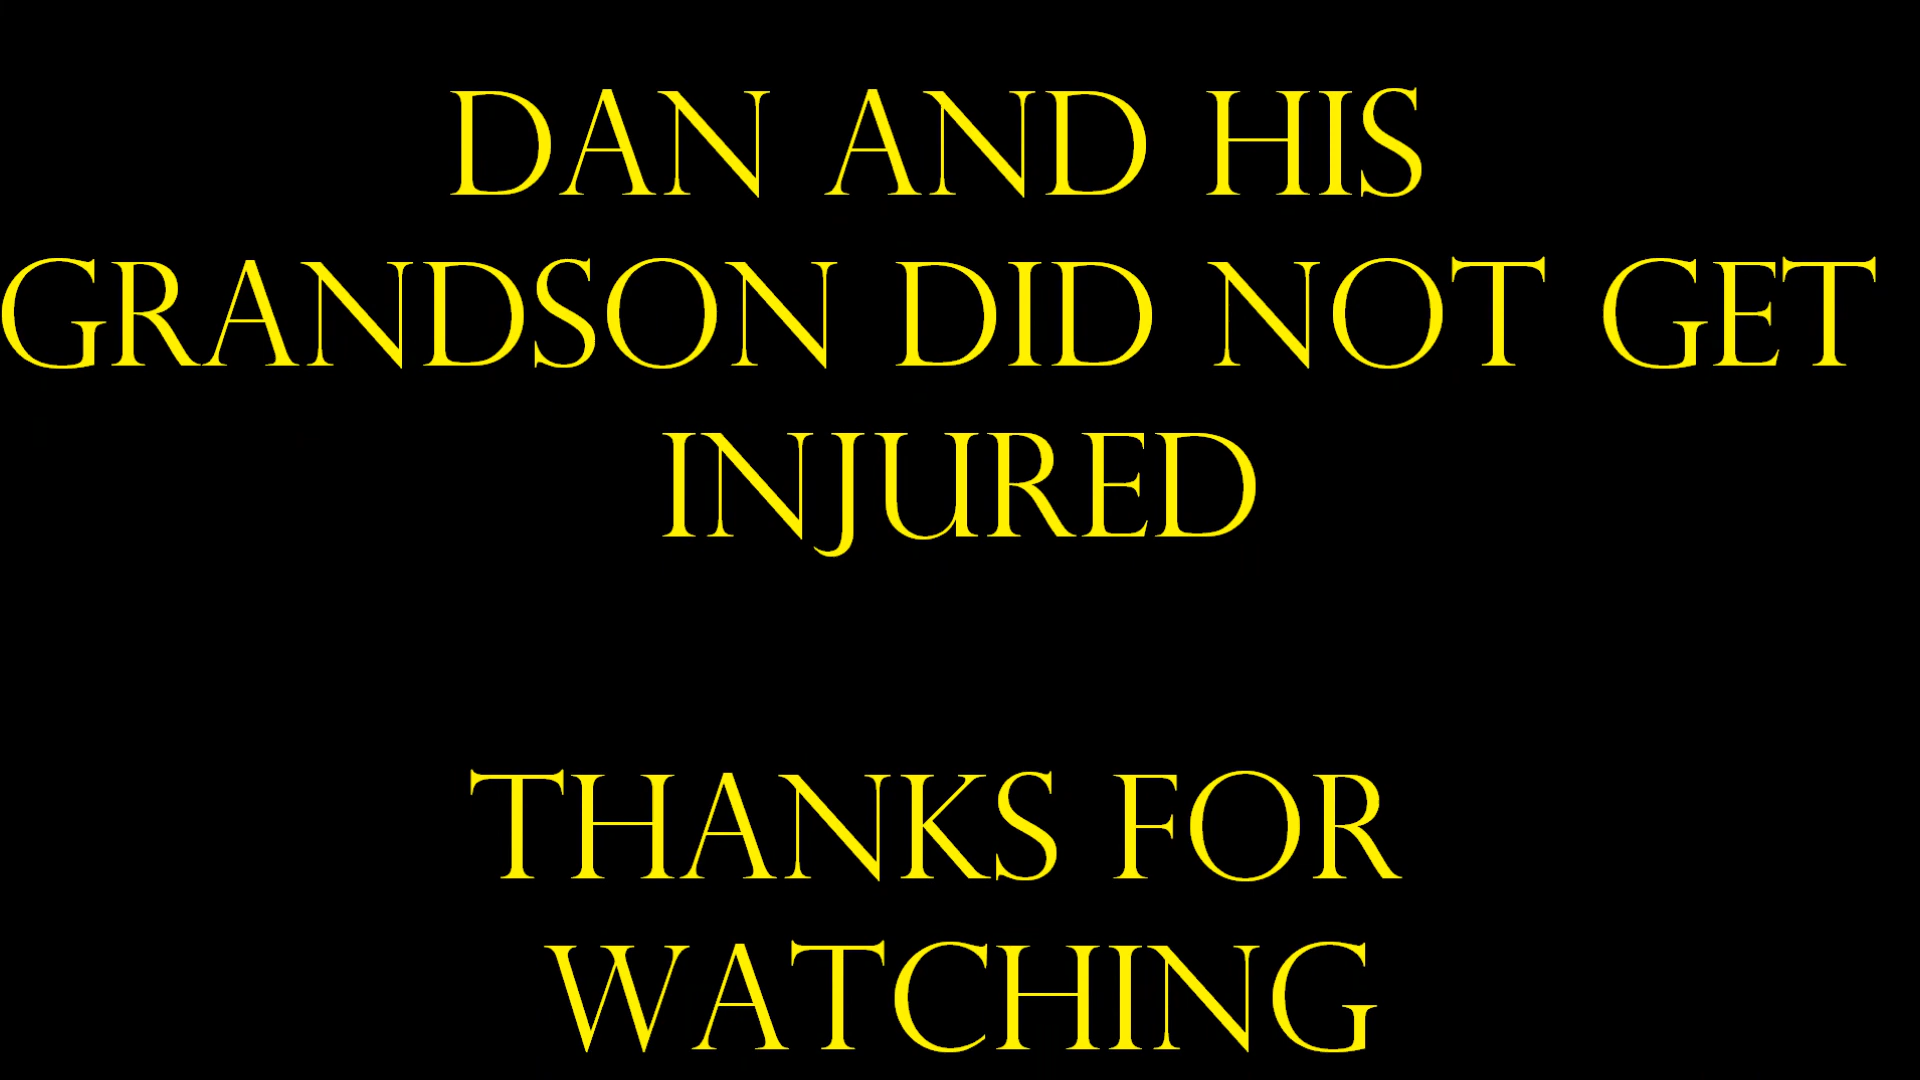 DAN AND HIS
GRANDSON DID NOT GET
INJURED
THANKS FOR
WATCHING